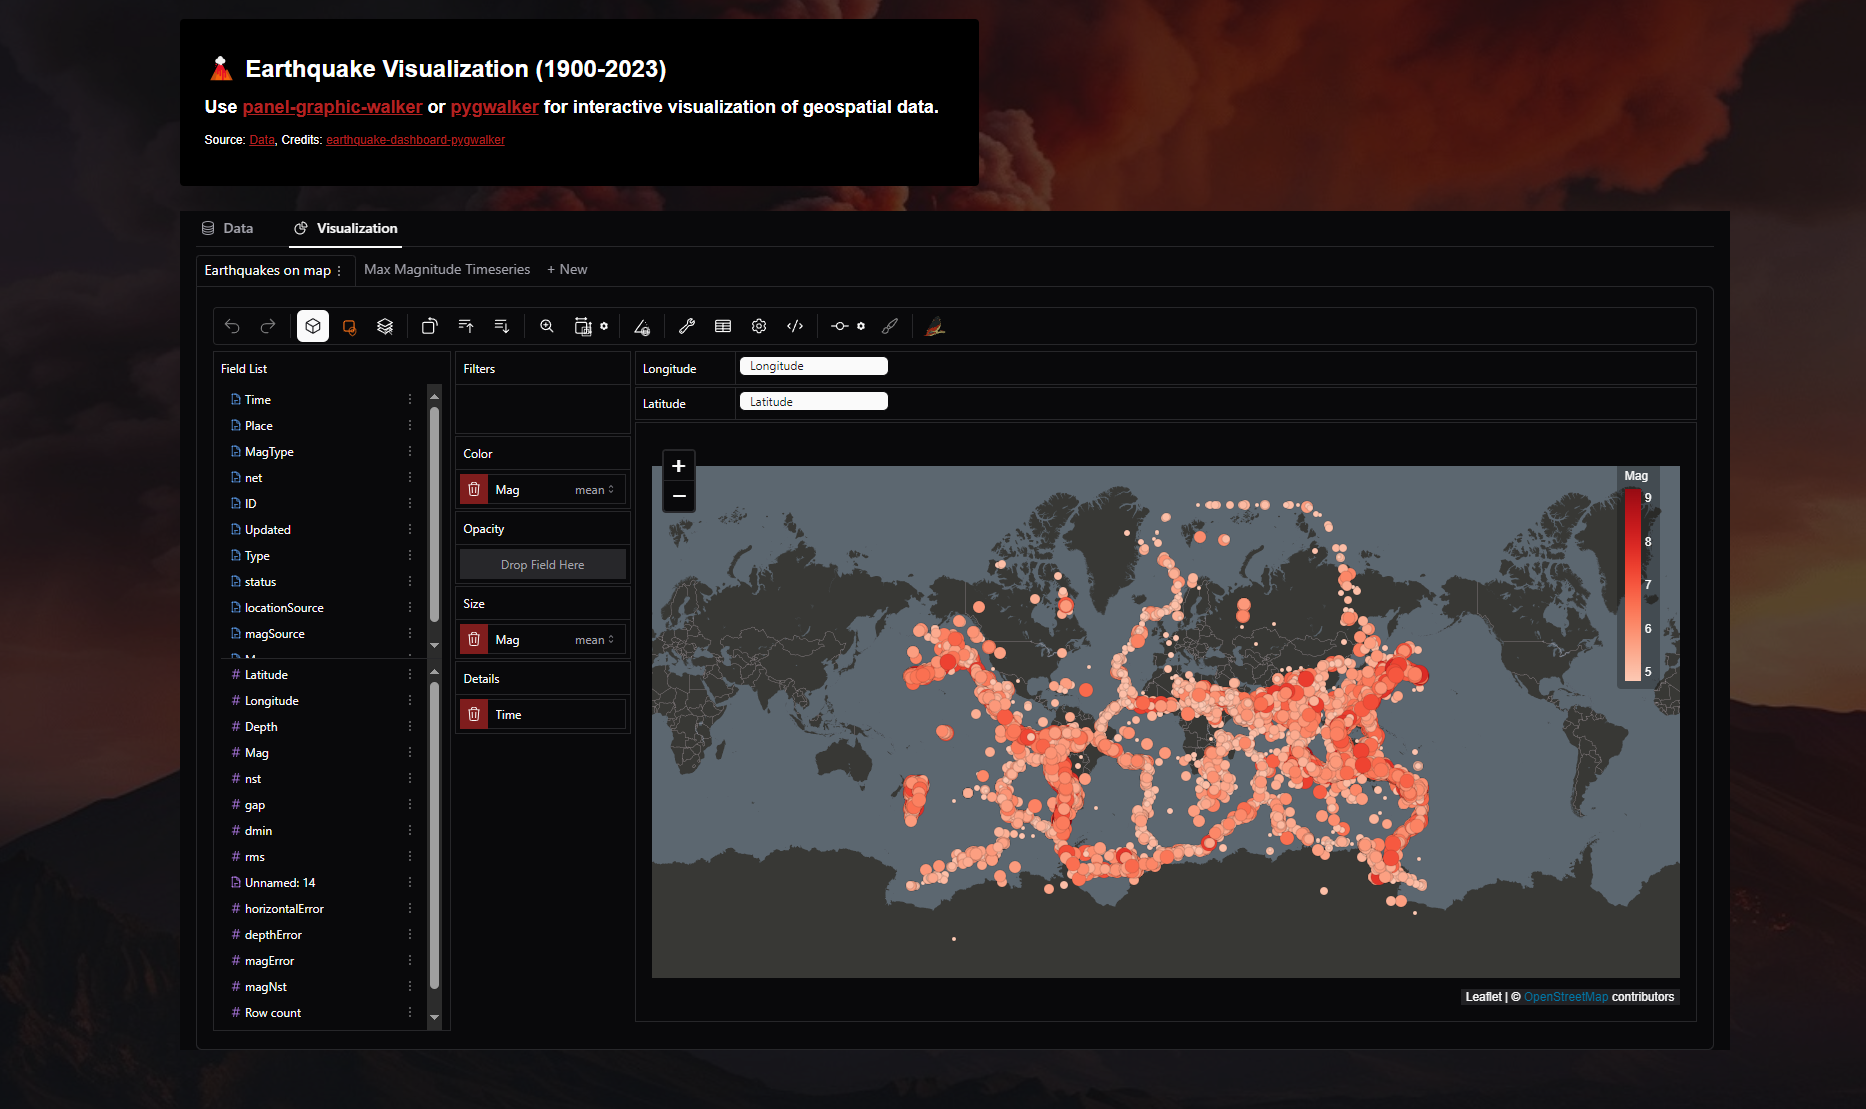 Earthquake Visualization (1900-2023)
Use panel-graphic-walker or pygwalker for interactive visualization of geospatial data.
Source: Data, Credits: earthquake-dashboard-pygwalker
Data
Visualization
Earthquakes on map
Max Magnitude Timeseries
+ New
Field List
Time
Place
MagType
net
ID
Updated
Type
status
locationSource
magSource
# Latitude
# Longitude
# Depth
# Mag
# nst
# gap
# dmin
# rms
Unnamed: 14
# horizontalError
# depthError
# magError
# magNst
# Row count
Filters
Color
Mag mean
Opacity
Drop Field Here
Size
Mag mean
Details
Time
Longitude
Longitude
Latitude
Latitude
+
−
Mag
9
8
7
6
5
Leaflet | © OpenStreetMap contributors